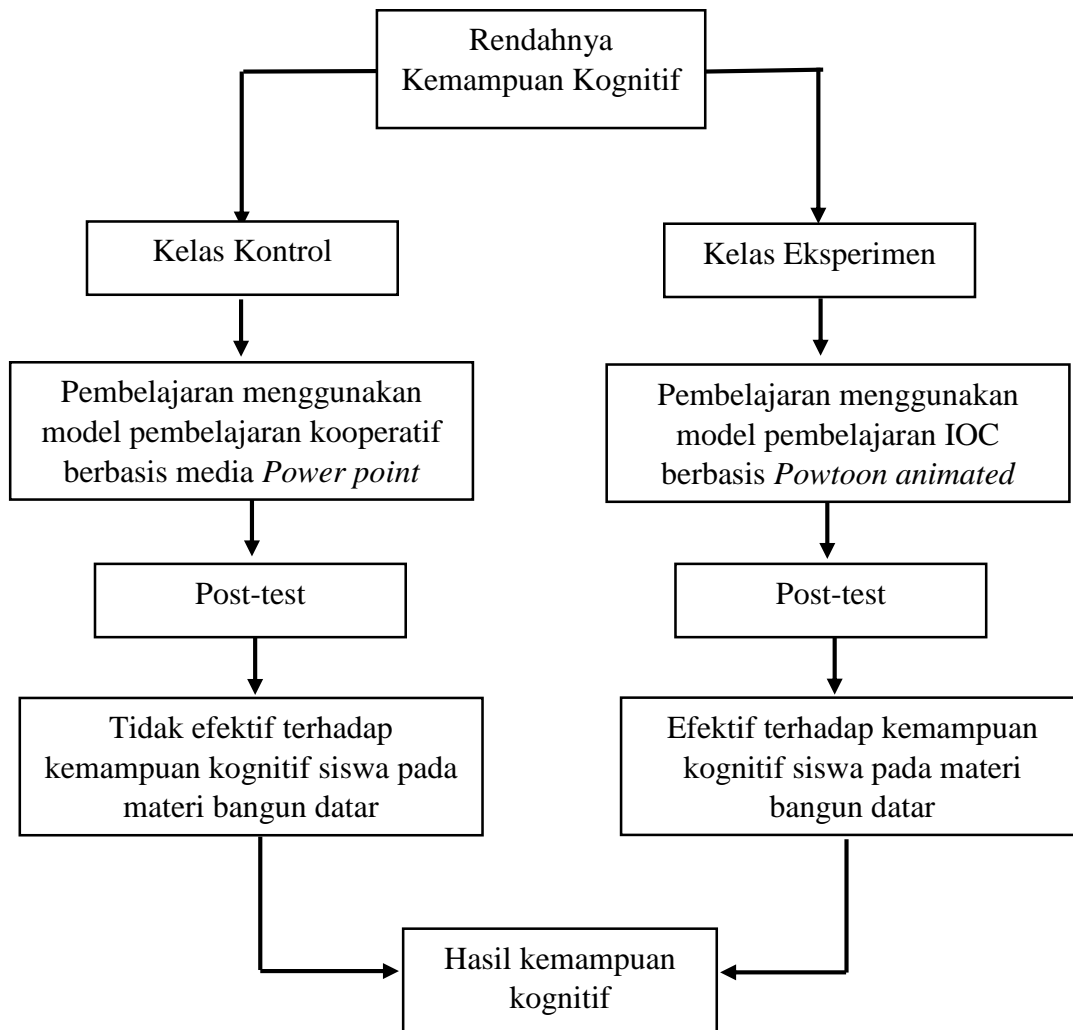 Rendahnya
Kemampuan Kognitif
Kelas Kontrol
Kelas Eksperimen
Pembelajaran menggunakan
model pembelajaran kooperatif
berbasis media Power point
Pembelajaran menggunakan
model pembelajaran IOC
berbasis Powtoon animated
Post-test
Post-test
Tidak efektif terhadap
kemampuan kognitif siswa pada
materi bangun datar
Efektif terhadap kemampuan
kognitif siswa pada materi
bangun datar
Hasil kemampuan
kognitif